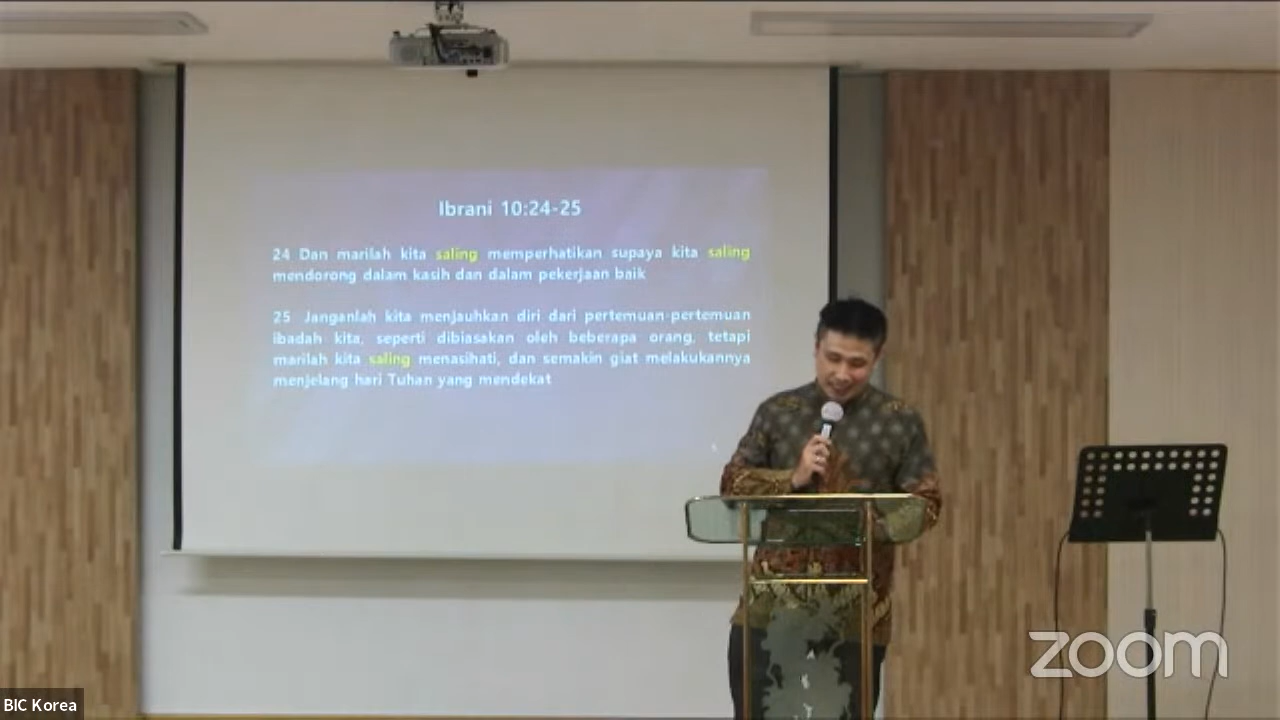 Ibrani 10:24-25
24 Dan marilah kita saling memperhatikan supaya kita saling
mendorong dalam kasih dan dalam pekerjaan baik
25 Janganlah kita menjauhkan diri dari pertemuan-pertemuan
ibadah kita, seperti dibiasakan oleh beberapa orang, tetapi
marilah kita saling menasihati, dan semakin giat melakukannya
menjelang hari Tuhan yang mendekat
zoom
BIC Korea